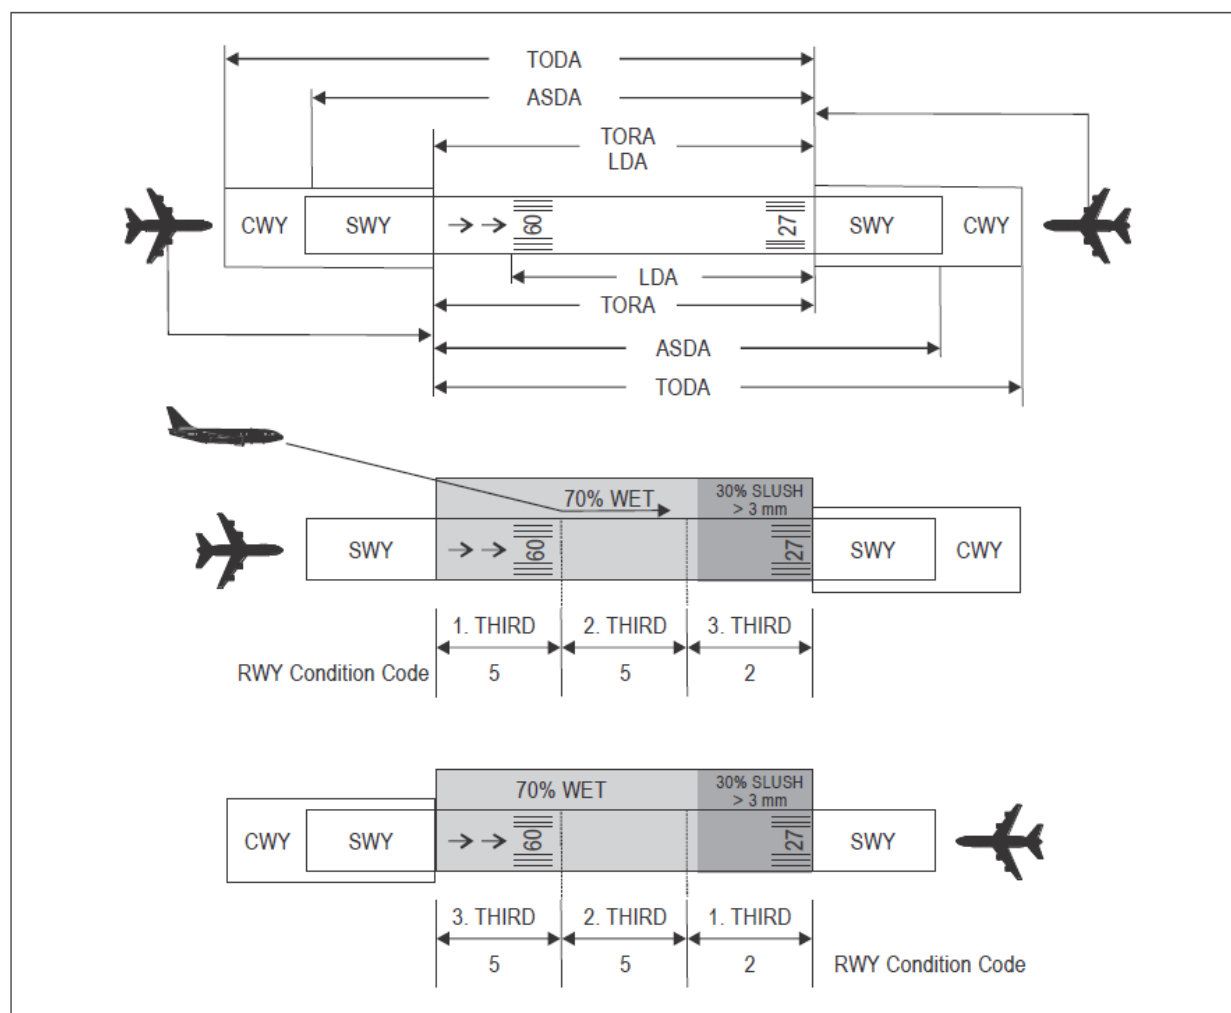 TODA
ASDA
TORA
LDA
CWY
SWY
09
27
SWY
CWY
LDA
TORA
ASDA
TODA
70% WET
30% SLUSH
> 3 mm
SWY
09
27
SWY
CWY
1. THIRD
2. THIRD
3. THIRD
RWY Condition Code
5
5
2
70% WET
30% SLUSH
> 3 mm
CWY
SWY
09
27
SWY
3. THIRD
2. THIRD
1. THIRD
5
5
2
RWY Condition Code